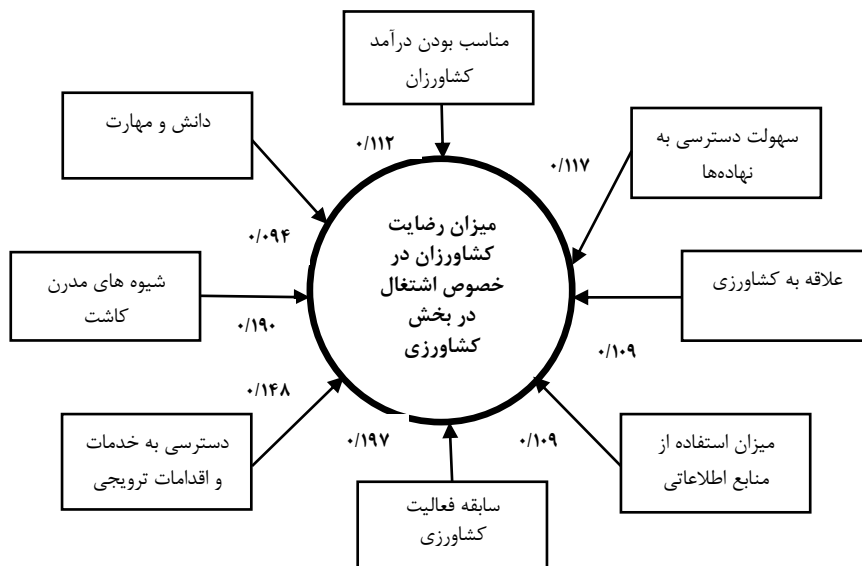 مناسب بودن درآمد
کشاورزان
دانش و مهارت
سهولت دسترسی به
نهاده‌ها
۰/۱۱۲
۰/۱۱۷
میزان رضایت
کشاورزان در
خصوص اشتغال
در بخش
کشاورزی
۰/۰۹۴
شیوه های مدرن
کاشت
علاقه به کشاورزی
۰/۱۹۰
۰/۱۰۹
۰/۱۴۸
دسترسی به خدمات
و اقدامات ترویجی
۰/۱۹۷
۰/۱۰۹
میزان استفاده از
منابع اطلاعاتی
سابقه فعالیت
کشاورزی